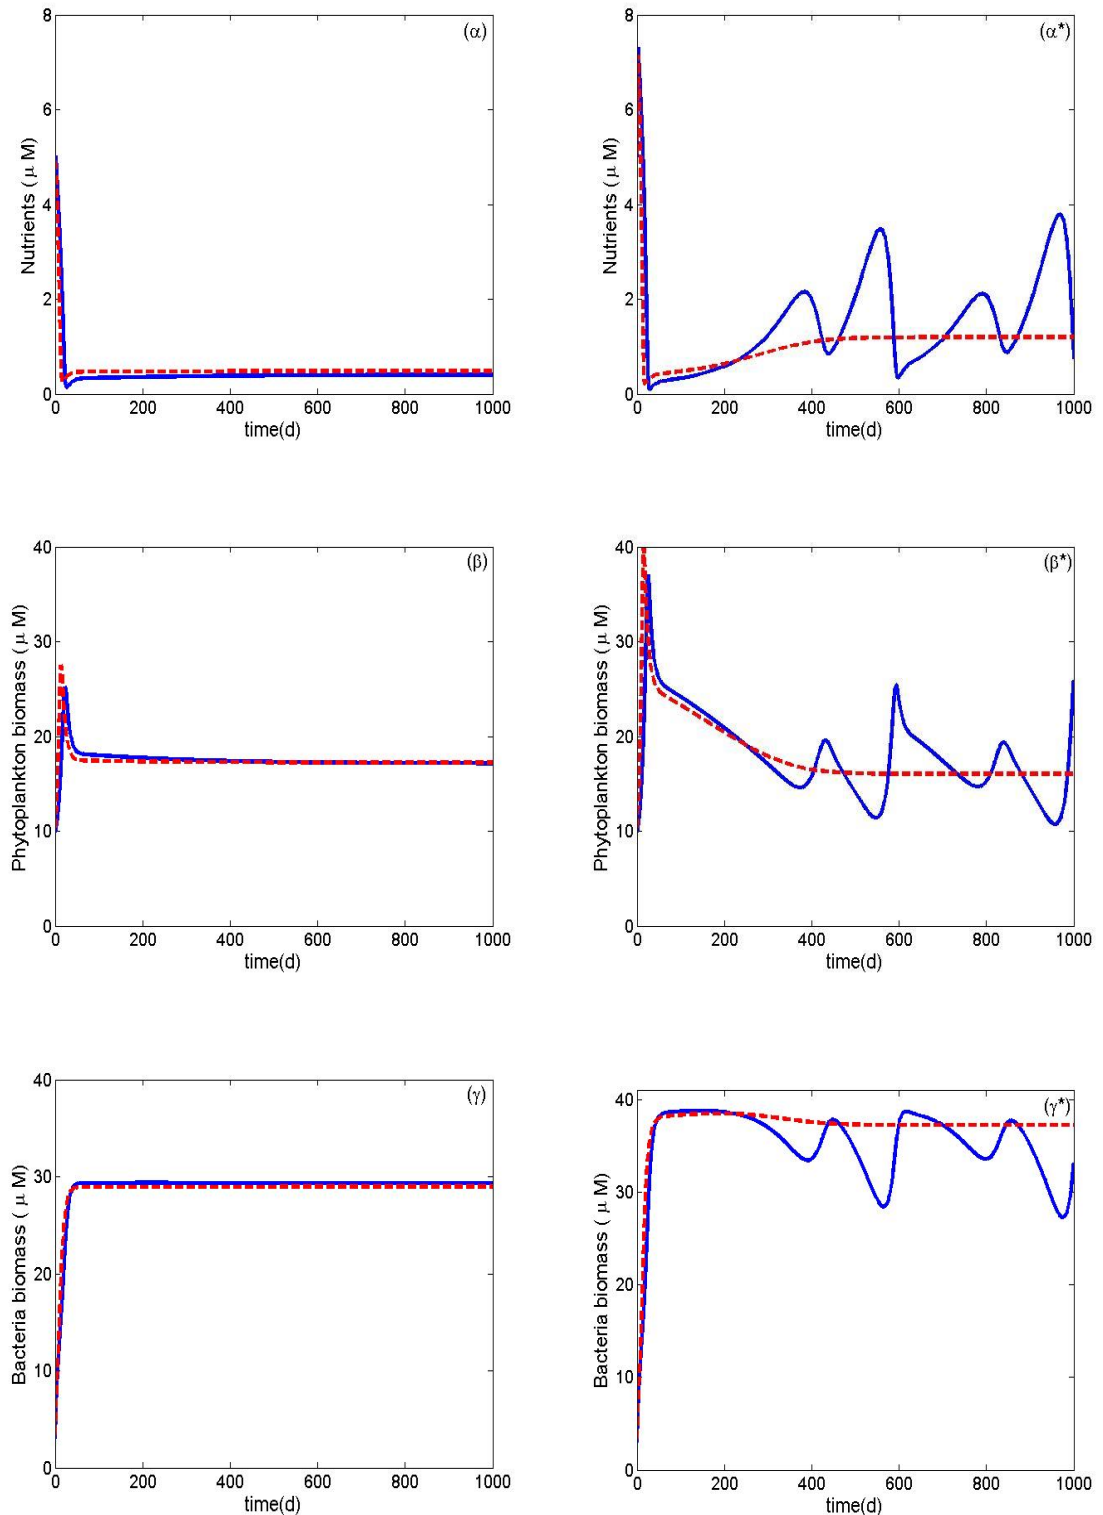 (α)
Nutrients ( μ M)
8
6
4
2
0
0 200 400 600 800 1000
time(d)
(α*)
Nutrients ( μ M)
8
6
4
2
0
0 200 400 600 800 1000
time(d)
(β)
Phytoplankton biomass ( μ M)
40
30
20
10
0
0 200 400 600 800 1000
time(d)
(β*)
Phytoplankton biomass ( μ M)
40
30
20
10
0
0 200 400 600 800 1000
time(d)
(γ)
Bacteria biomass ( μ M)
40
30
20
10
0
0 200 400 600 800 1000
time(d)
(γ*)
Bacteria biomass ( μ M)
40
30
20
10
0
0 200 400 600 800 1000
time(d)